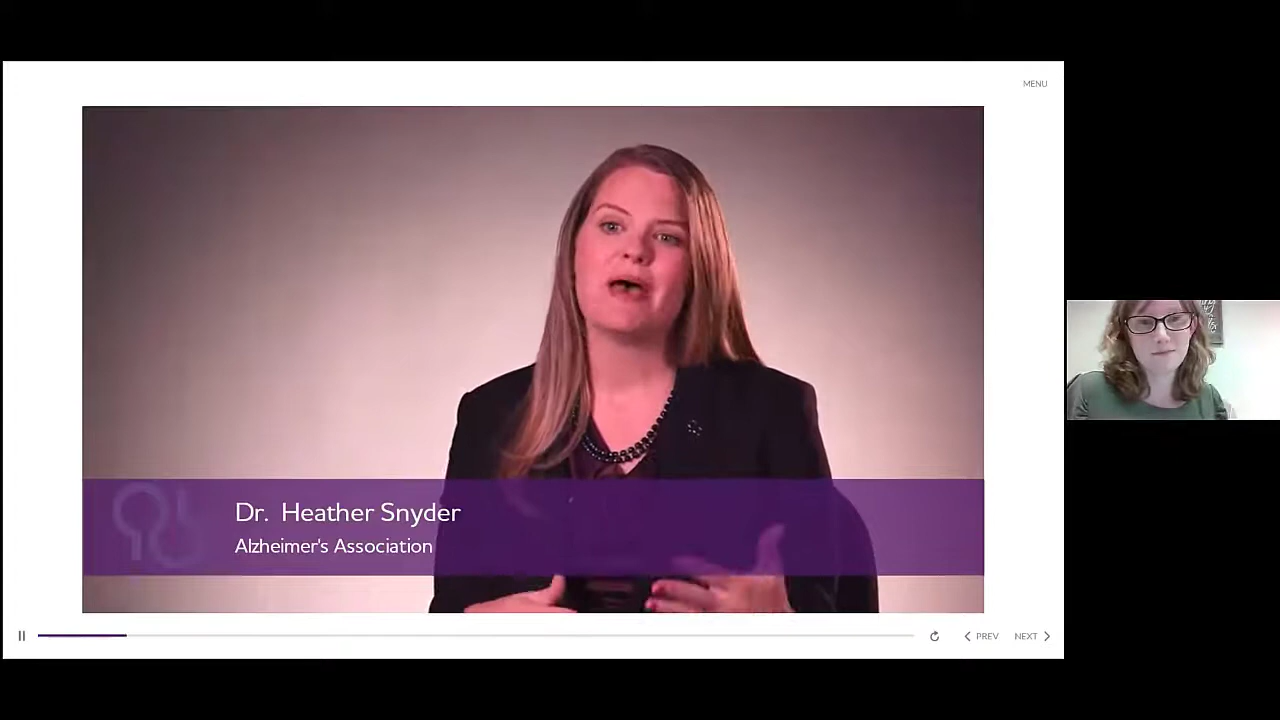 MENU
Dr. Heather Snyder
Alzheimer's Association
PREV
NEXT